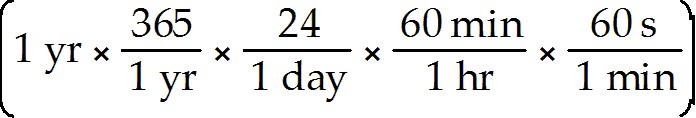 (1 yr × 365/1 yr × 24/1 day × 60 min/1 hr × 60 s/1 min)